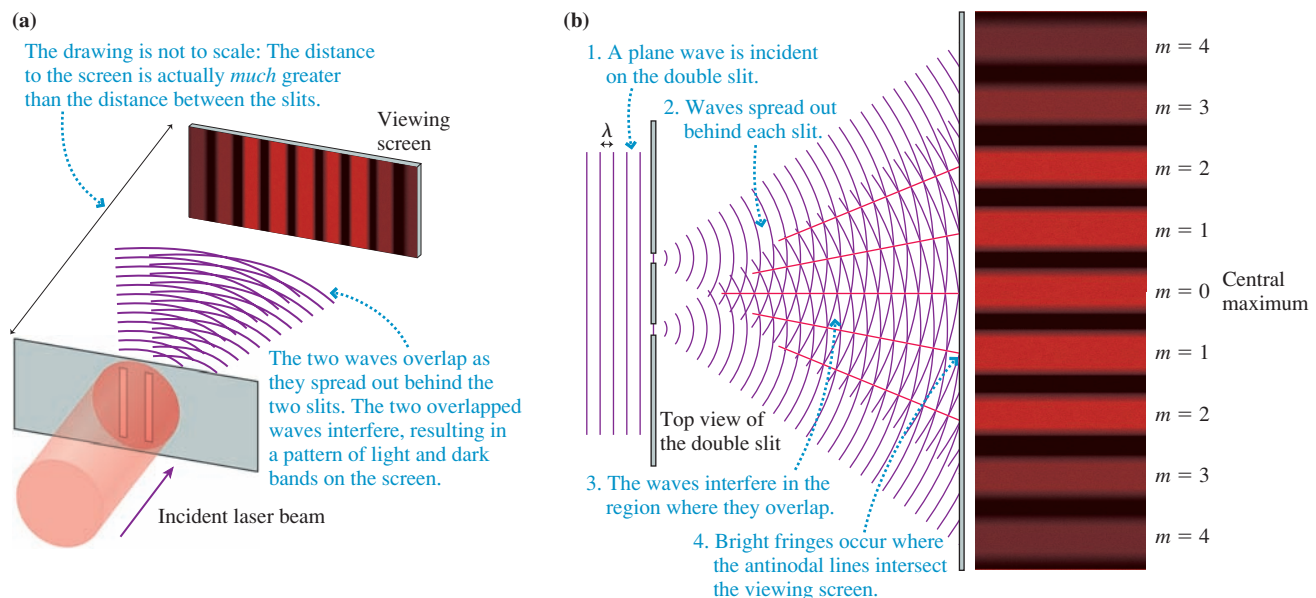 (a)
The drawing is not to scale: The distance
to the screen is actually much greater
than the distance between the slits.
Viewing
screen
The two waves overlap as
they spread out behind the
two slits. The two overlapped
waves interfere, resulting in
a pattern of light and dark
bands on the screen.
Incident laser beam
(b)
1. A plane wave is incident
on the double slit.
2. Waves spread out
behind each slit.
λ
Top view of
the double slit
3. The waves interfere in the
region where they overlap.
4. Bright fringes occur where
the antinodal lines intersect
the viewing screen.
m = 4
m = 3
m = 2
m = 1
m = 0 Central
maximum
m = 1
m = 2
m = 3
m = 4